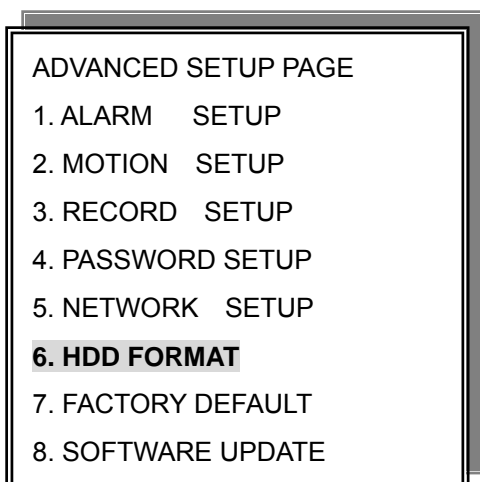 ADVANCED SETUP PAGE
1. ALARM SETUP
2. MOTION SETUP
3. RECORD SETUP
4. PASSWORD SETUP
5. NETWORK SETUP
6. HDD FORMAT
7. FACTORY DEFAULT
8. SOFTWARE UPDATE